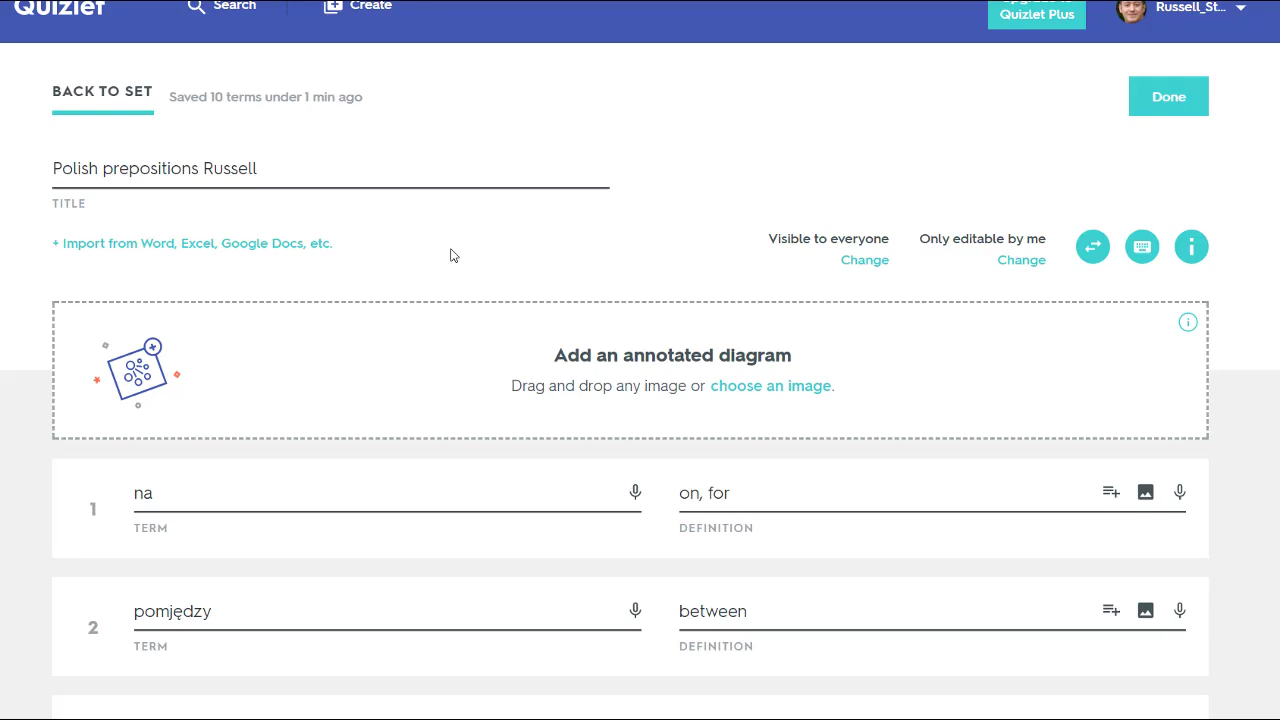 Quizlet
Search
Create
Quizlet Plus
Russell_St...
BACK TO SET
Saved 10 terms under 1 min ago
Done
Polish prepositions Russell
TITLE
+ Import from Word, Excel, Google Docs, etc.
Visible to everyone
Change
Only editable by me
Change
Add an annotated diagram
Drag and drop any image or choose an image.
1
na
TERM
on, for
DEFINITION
2
pomjędzy
TERM
between
DEFINITION